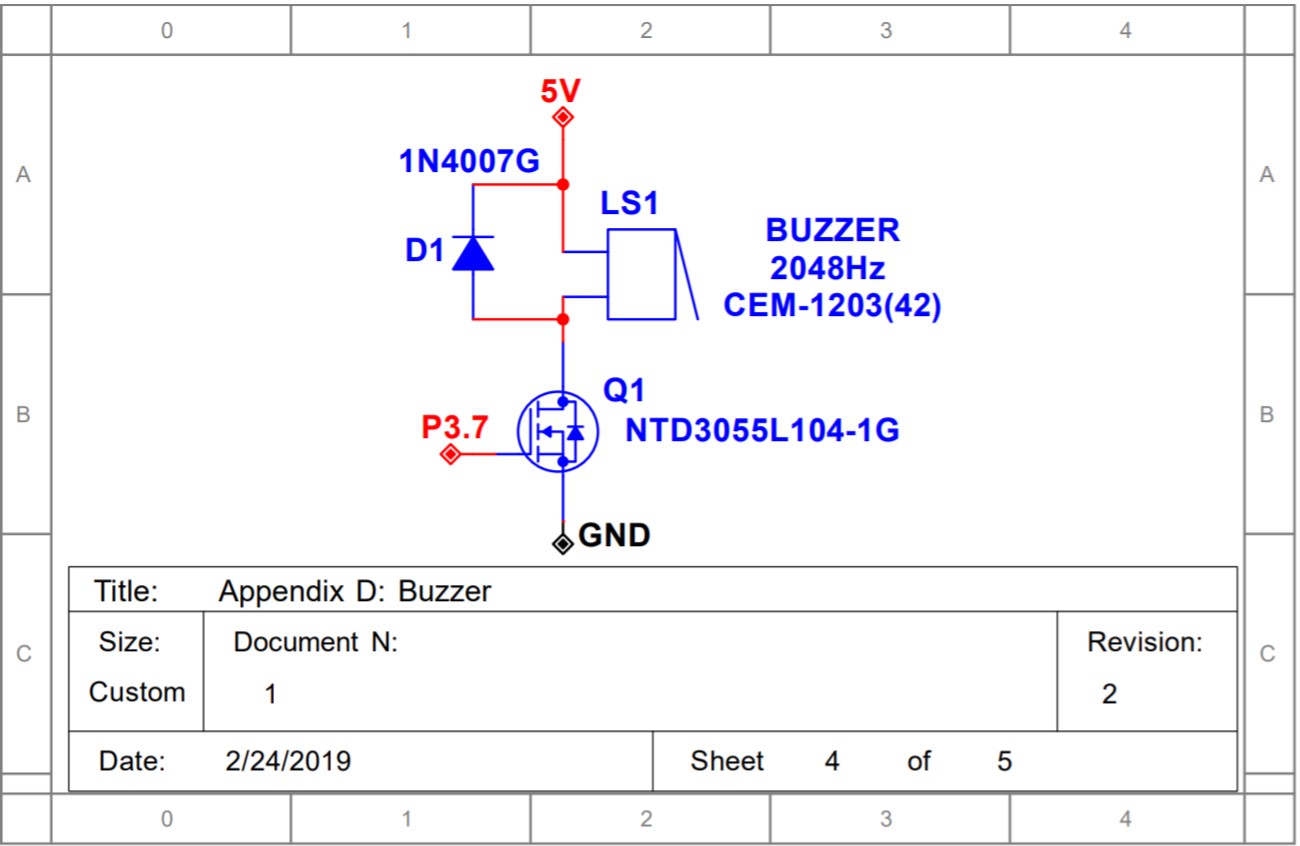 0 1 2 3 4
A A
5V
1N4007G
LS1
D1
BUZZER
2048Hz
CEM-1203(42)
B B
Q1
P3.7
NTD3055L104-1G
GND
Title: Appendix D: Buzzer
Size: Document N: Revision:
Custom 1 2
C C
Date: 2/24/2019 Sheet 4 of 5
0 1 2 3 4